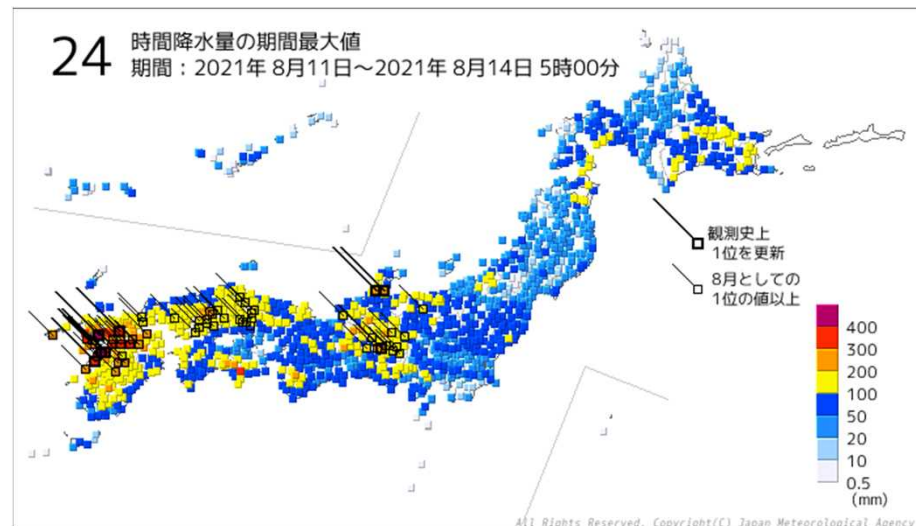 24 時間降水量の期間最大値
期間：2021年 8月11日～2021年 8月14日 5時00分
観測史上
1位を更新
8月としての
1位の値以上
400
300
200
100
50
20
10
0.5
(mm)
All Rights Reserved. Copyright(C) Japan Meteorological Agency